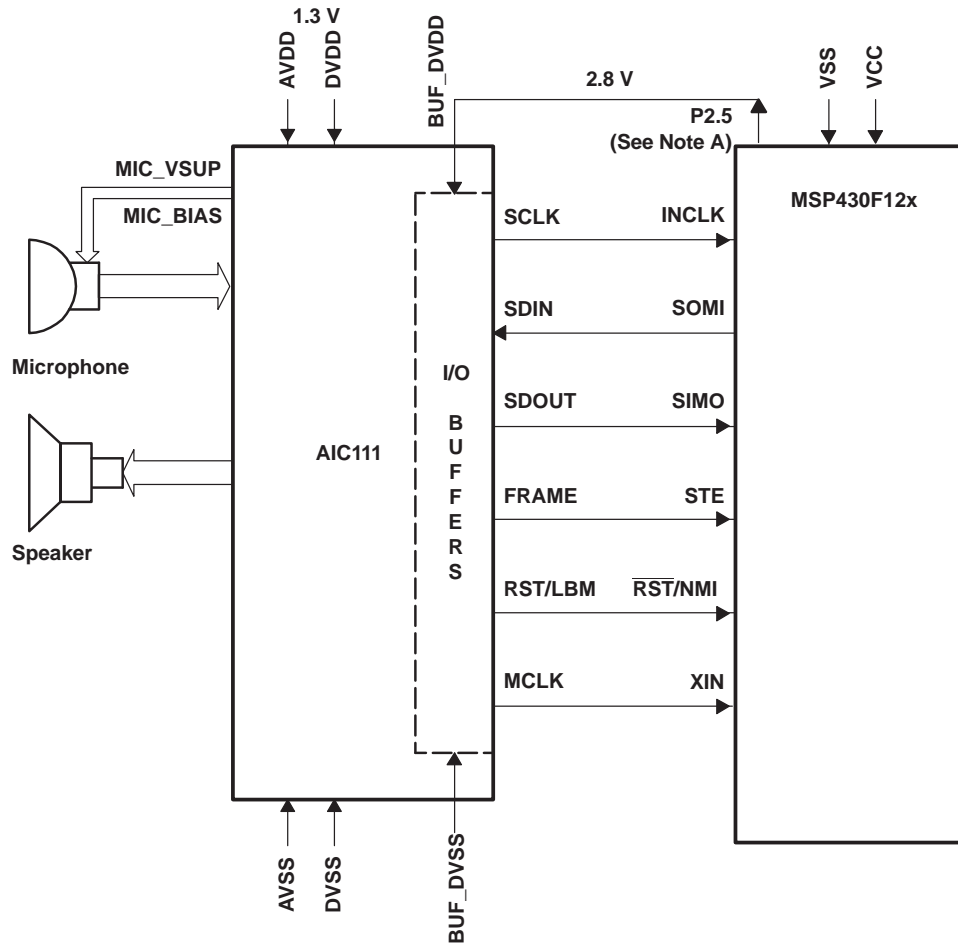 1.3 V
AVDD
DVDD
BUF_DVDD
2.8 V
P2.5
(See Note A)
VSS
VCC
MIC_VSUP
MIC_BIAS
MSP430F12x
SCLK
INCLK
SDIN
SOMI
Microphone
I/O
BUFFERS
SDOUT
SIMO
AIC111
FRAME
STE
Speaker
RST/LBM
RST/NMI
MCLK
XIN
AVSS
DVSS
BUF_DVSS